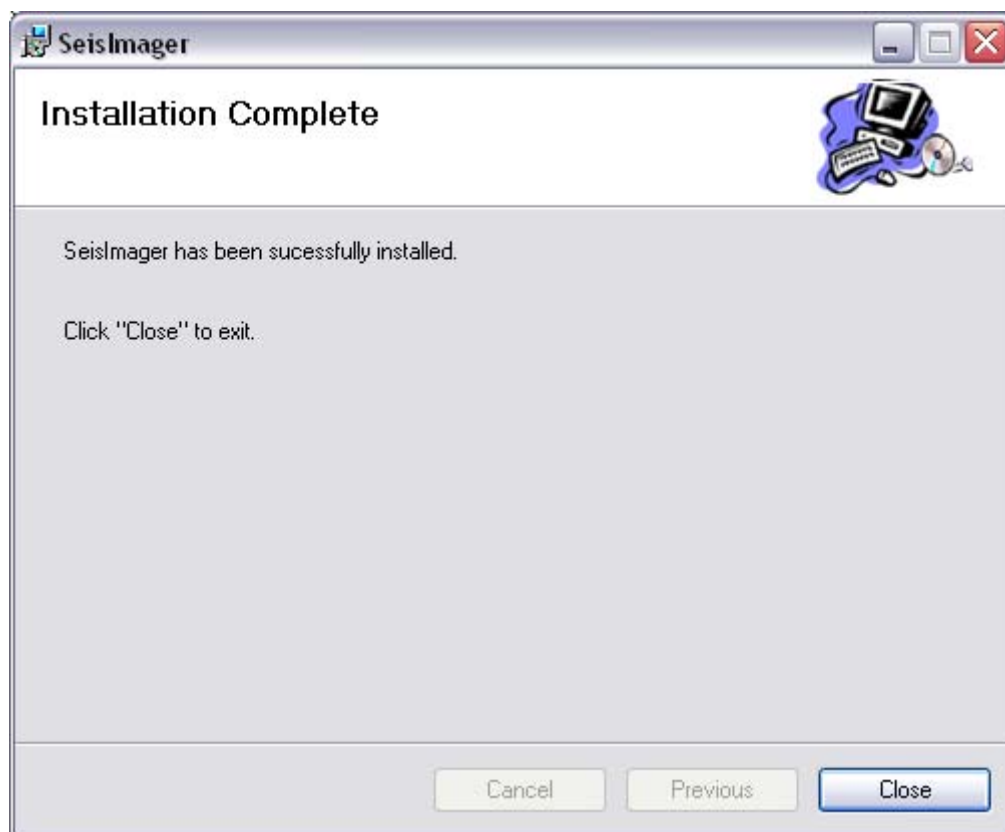 SeisImager
Installation Complete
SeisImager has been sucessfully installed.
Click "Close" to exit.
Cancel
Previous
Close